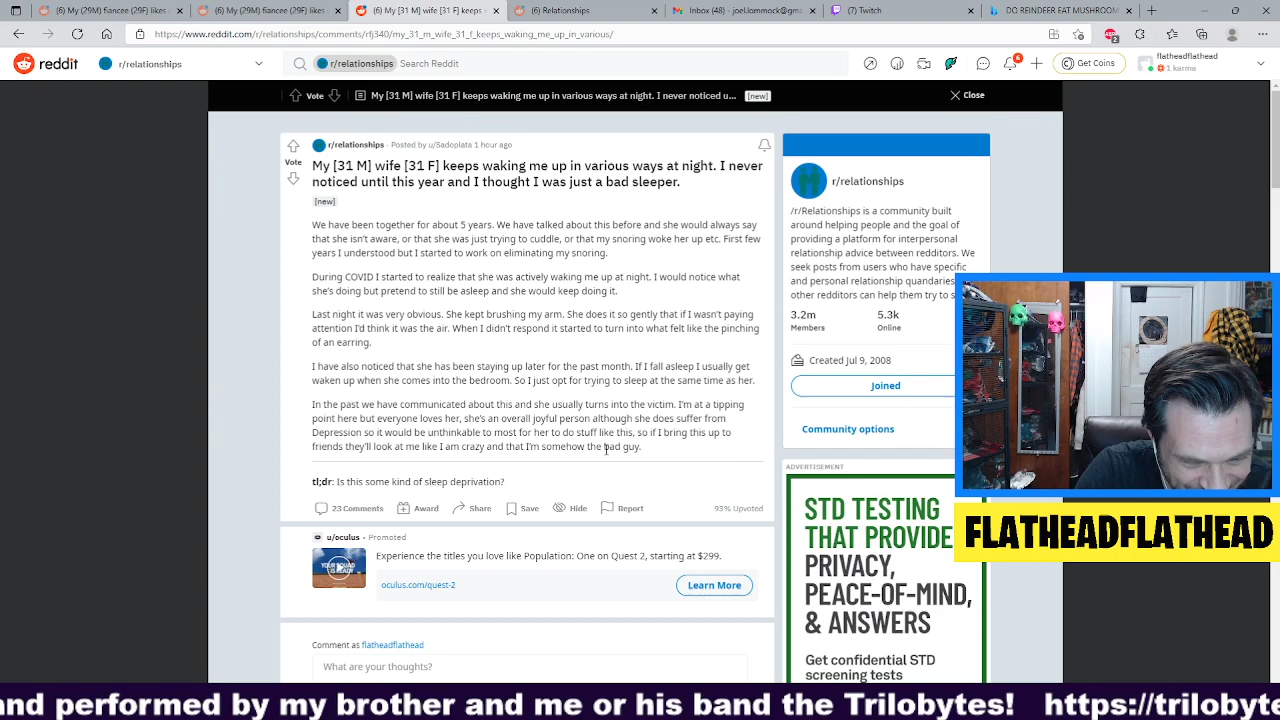 (6) My (29M) fiancée (29F) likes
(6) My (29M) fiancée (29F) likes
(6) My [31 M] wife [31 F] keeps
(6) Relationships
Inbox (48) - joel.lommock@gma
(7) Twitch
DO REINDEER EAT MUSHROOM
https://www.reddit.com/r/relationships/comments/rfj340/my_31_m_wife_31_f_keeps_waking_me_up_in_various/
reddit
r/relationships
r/relationships Search Reddit
6
Get Coins
flatheadflathead
1 karma
Vote
My [31 M] wife [31 F] keeps waking me up in various ways at night. I never noticed u...
[new]
Close
r/relationships · Posted by u/Sadoplata 1 hour ago
Vote
My [31 M] wife [31 F] keeps waking me up in various ways at night. I never
noticed until this year and I thought I was just a bad sleeper.
[new]
We have been together for about 5 years. We have talked about this before and she would always say
that she isn't aware, or that she was just trying to cuddle, or that my snoring woke her up etc. First few
years I understood but I started to work on eliminating my snoring.
During COVID I started to realize that she was actively waking me up at night. I would notice what
she's doing but pretend to still be asleep and she would keep doing it.
Last night it was very obvious. She kept brushing my arm. She does it so gently that if I wasn't paying
attention I'd think it was the air. When I didn't respond it started to turn into what felt like the pinching
of an earring.
I have also noticed that she has been staying up later for the past month. If I fall asleep I usually get
waken up when she comes into the bedroom. So I just opt for trying to sleep at the same time as her.
In the past we have communicated about this and she usually turns into the victim. I'm at a tipping
point here but everyone loves her, she's an overall joyful person although she does suffer from
Depression so it would be unthinkable to most for her to do stuff like this, so if I bring this up to
friends they'll look at me like I am crazy and that I'm somehow the bad guy.
tl;dr: Is this some kind of sleep deprivation?
23 Comments
Award
Share
Save
Hide
Report
93% Upvoted
u/oculus · Promoted
Experience the titles you love like Population: One on Quest 2, starting at $299.
YOUR SQUAD
oculus.com/quest-2
Learn More
Comment as flatheadflathead
What are your thoughts?
r/relationships
/r/Relationships is a community built
around helping people and the goal of
providing a platform for interpersonal
relationship advice between redditors. We
seek posts from users who have specific
and personal relationship quandaries
other redditors can help them try to s
3.2m
5.3k
Members
Online
Created Jul 9, 2008
Joined
Community options
ADVERTISEMENT
STD TESTING
THAT PROVIDE
PRIVACY,
PEACE-OF-MIND,
& ANSWERS
Get confidential STD
screening tests
FLATHEADFLATHEAD
and performed by my brother and me or his band the Trilobytes! https://trilobyte